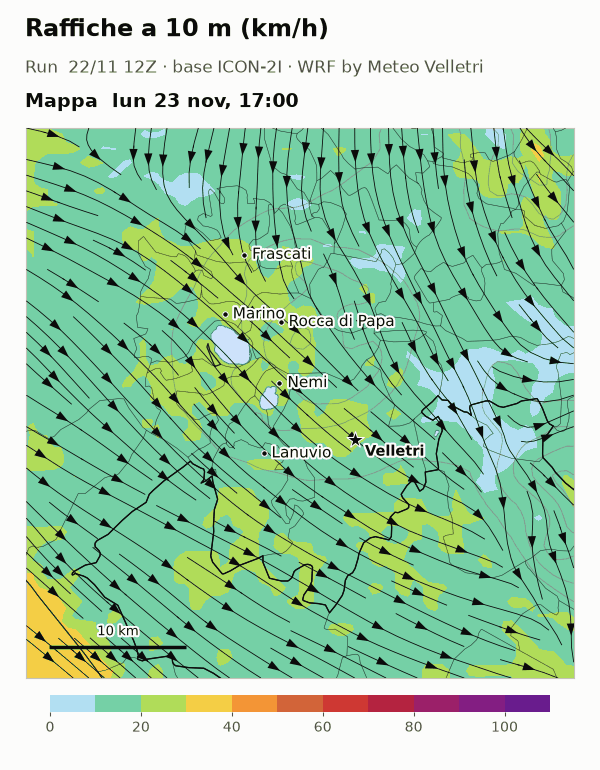 Raffiche a 10 m (km/h)
Run  22/11 12Z · base ICON-2I · WRF by Meteo Velletri
Mappa  lun 23 nov, 17:00
Frascati
Marino
Rocca di Papa
Nemi
Velletri
Lanuvio
10 km
0 20 40 60 80 100